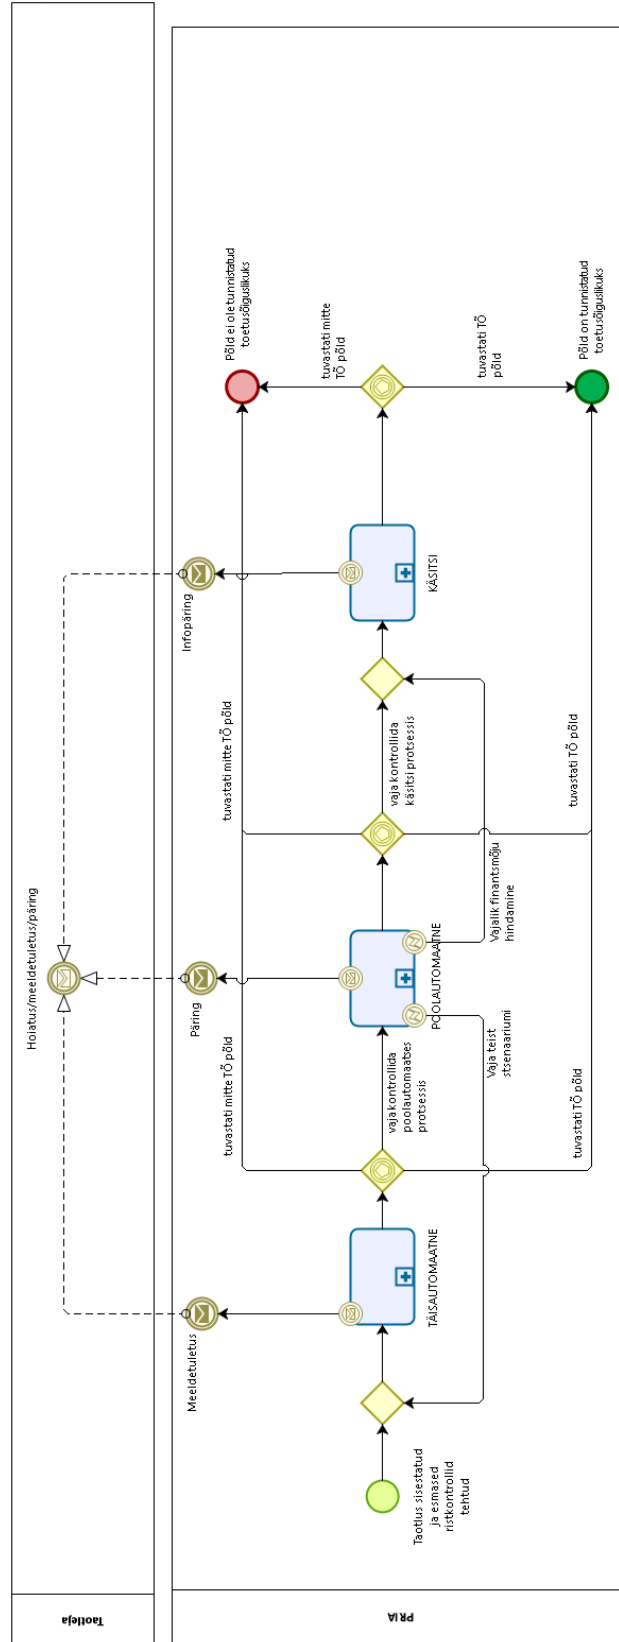 Taotleja
Hoiatus/meeldetuletus/päring
PRIA
Taotlus sisestatud
ja esmased
ristkontrollid
tehtud
Meeldetuletus
TÄISAUTOMAATNE
tuvastati mitte TÕ põld
vaja kontrollida
poolautomaatses
protsessis
tuvastati TÕ põld
Päring
POOLAUTOMAATNE
Vaja teist
stsenaariumi
Vajalik finantsmõju
hindamine
tuvastati mitte TÕ põld
vaja kontrollida
käsitsi protsessis
tuvastati TÕ põld
Infopäring
KÄSITSI
tuvastati mitte
TÕ põld
tuvastati TÕ
põld
Põld ei ole tunnistatud
toetusõiguslikuks
Põld on tunnistatud
toetusõiguslikuks